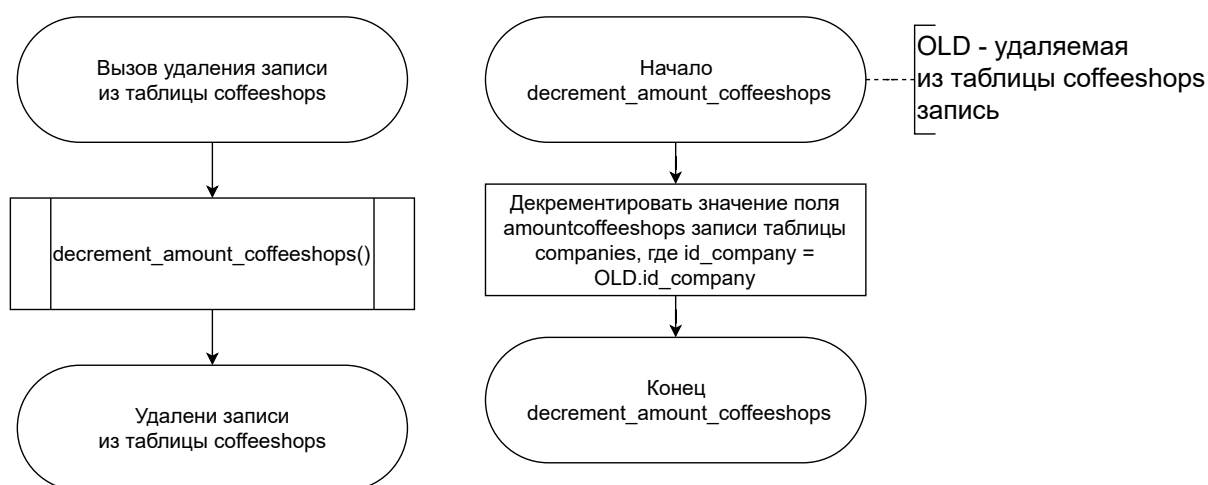 Вызов удаления записи
из таблицы coffeeshops
decrement_amount_coffeeshops()
Удалени записи
из таблицы coffeeshops
Начало
decrement_amount_coffeeshops
OLD - удаляемая
из таблицы coffeeshops
запись
Декрементировать значение поля
amountcoffeeshops записи таблицы
companies, где id_company =
OLD.id_company
Конец
decrement_amount_coffeeshops